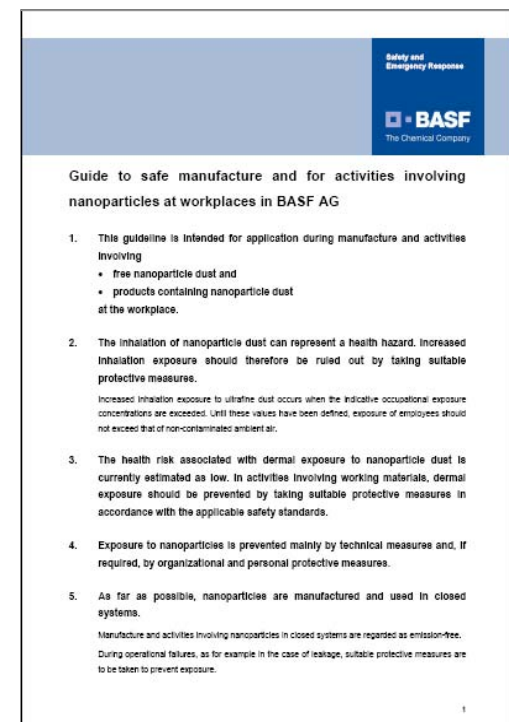 Safety and
Emergency Response
BASF
The Chemical Company
Guide to safe manufacture and for activities involving
nanoparticles at workplaces in BASF AG
1. This guideline is intended for application during manufacture and activities
involving
• free nanoparticle dust and
• products containing nanoparticle dust
at the workplace.
2. The inhalation of nanoparticle dust can represent a health hazard. Increased
inhalation exposure should therefore be ruled out by taking suitable
protective measures.
Increased inhalation exposure to ultrafine dust occurs when the indicative occupational exposure
concentrations are exceeded. Until these values have been defined, exposure of employees should
not exceed that of non-contaminated ambient air.
3. The health risk associated with dermal exposure to nanoparticle dust is
currently estimated as low. In activities involving working materials, dermal
exposure should be prevented by taking suitable protective measures in
accordance with the applicable safety standards.
4. Exposure to nanoparticles is prevented mainly by technical measures and, if
required, by organizational and personal protective measures.
5. As far as possible, nanoparticles are manufactured and used in closed
systems.
Manufacture and activities involving nanoparticles in closed systems are regarded as emission-free.
During operational failures, as for example in the case of leakage, suitable protective measures are
to be taken to prevent exposure.
1